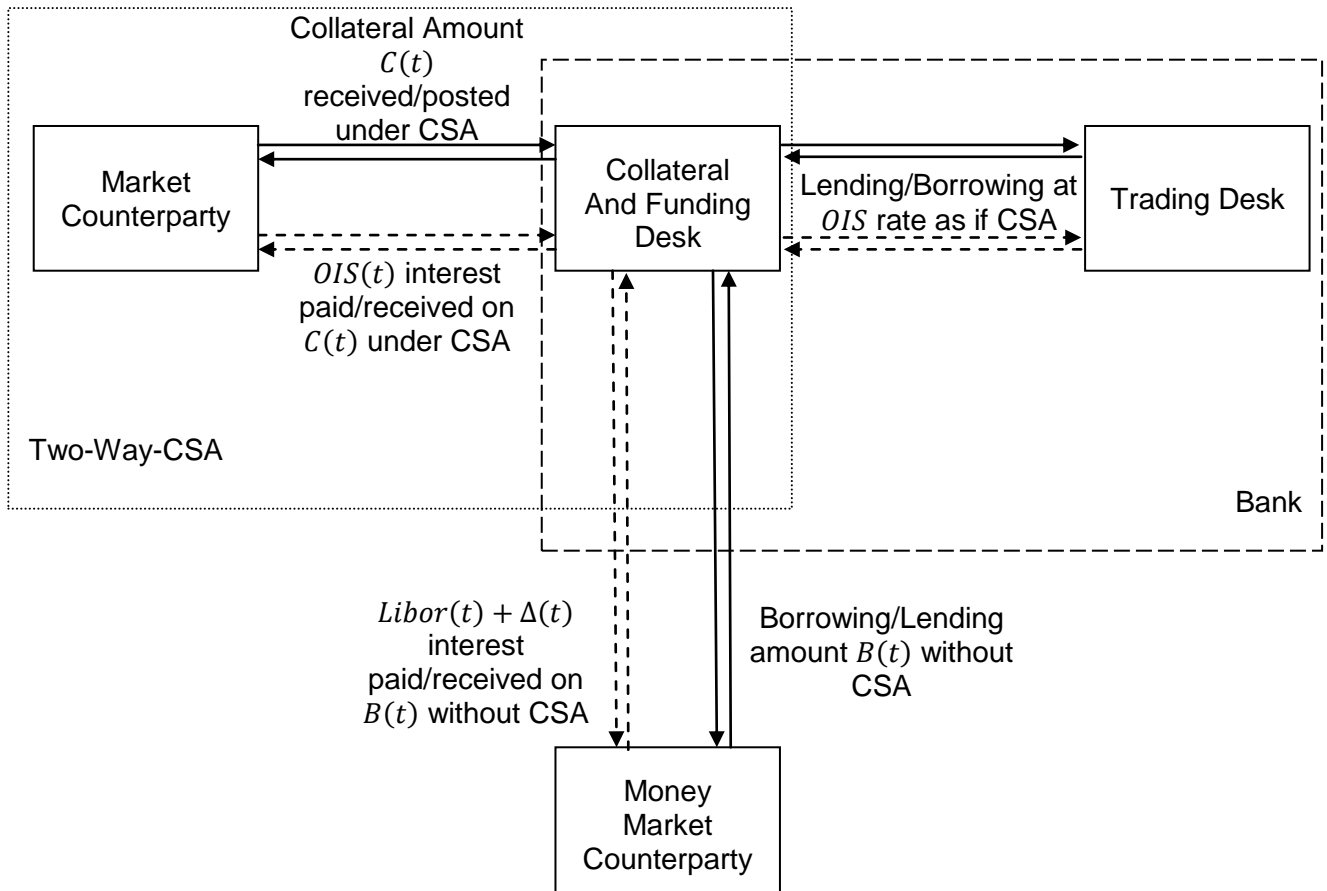 Collateral Amount
C(t)
received/posted
under CSA
Market
Counterparty
Collateral
And Funding
Desk
Lending/Borrowing at
OIS rate as if CSA
Trading Desk
OIS(t) interest
paid/received on
C(t) under CSA
Two-Way-CSA
Bank
Libor(t) + Δ(t)
interest
paid/received on
B(t) without CSA
Borrowing/Lending
amount B(t) without
CSA
Money
Market
Counterparty